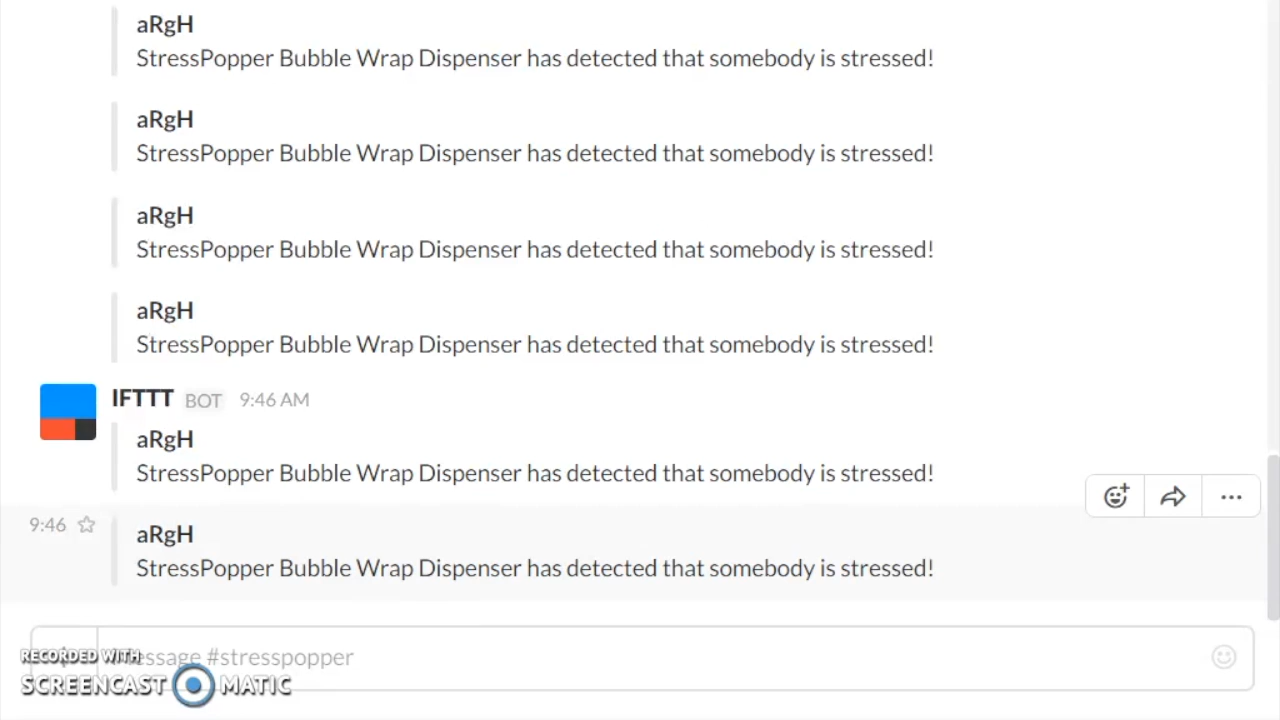 aRgH
StressPopper Bubble Wrap Dispenser has detected that somebody is stressed!
aRgH
StressPopper Bubble Wrap Dispenser has detected that somebody is stressed!
aRgH
StressPopper Bubble Wrap Dispenser has detected that somebody is stressed!
aRgH
StressPopper Bubble Wrap Dispenser has detected that somebody is stressed!
IFTTT BOT 9:46 AM
aRgH
StressPopper Bubble Wrap Dispenser has detected that somebody is stressed!
9:46
aRgH
StressPopper Bubble Wrap Dispenser has detected that somebody is stressed!
Message #stresspopper
RECORDED WITH
SCREENCAST MATIC